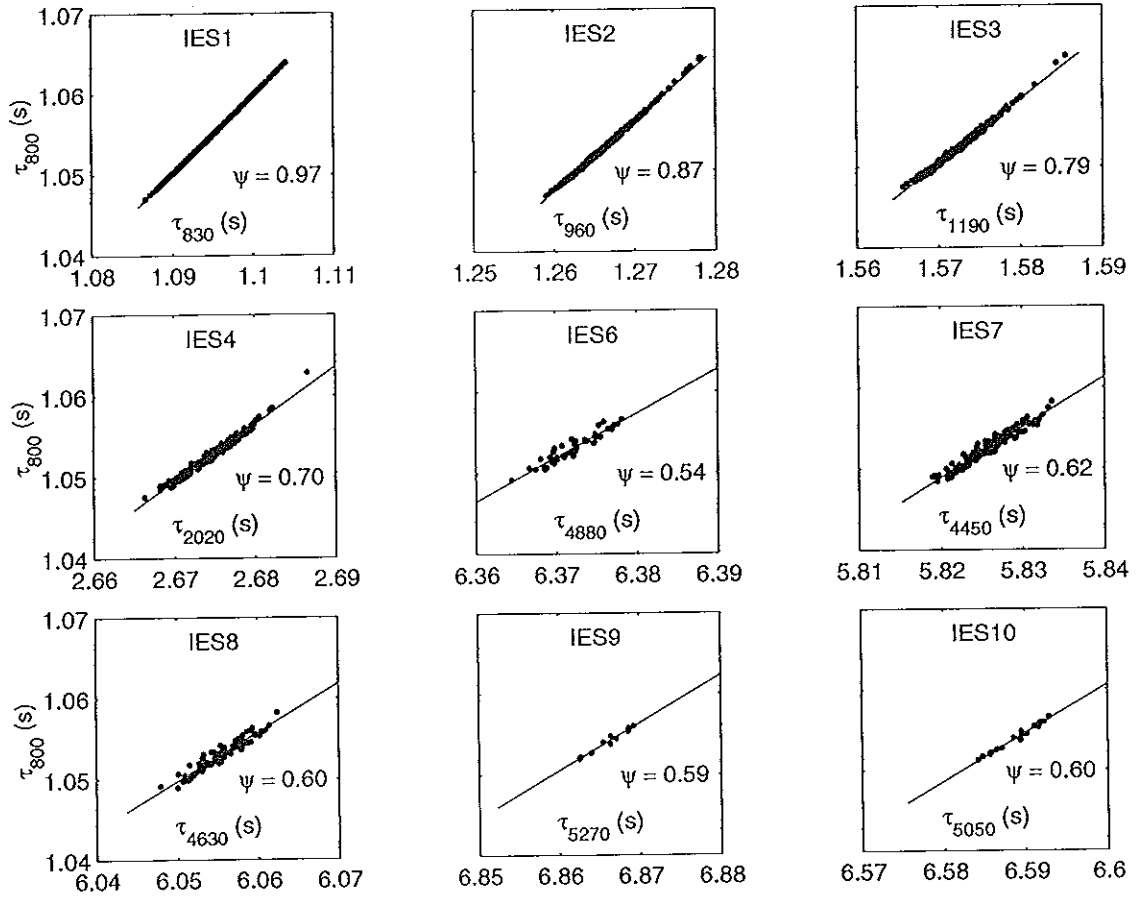 1.07
IES1
IES2
IES3
1.06
τ800 (s)
1.05
ψ = 0.97
ψ = 0.87
ψ = 0.79
τ830 (s)
τ960 (s)
τ1190 (s)
1.04
1.08 1.09 1.1 1.11
1.25 1.26 1.27 1.28
1.56 1.57 1.58 1.59
1.07
IES4
IES6
IES7
1.06
τ800 (s)
1.05
ψ = 0.70
ψ = 0.54
ψ = 0.62
τ2020 (s)
τ4880 (s)
τ4450 (s)
1.04
2.66 2.67 2.68 2.69
6.36 6.37 6.38 6.39
5.81 5.82 5.83 5.84
1.07
IES8
IES9
IES10
1.06
τ800 (s)
1.05
ψ = 0.60
ψ = 0.59
ψ = 0.60
τ4630 (s)
τ5270 (s)
τ5050 (s)
1.04
6.04 6.05 6.06 6.07
6.85 6.86 6.87 6.88
6.57 6.58 6.59 6.6